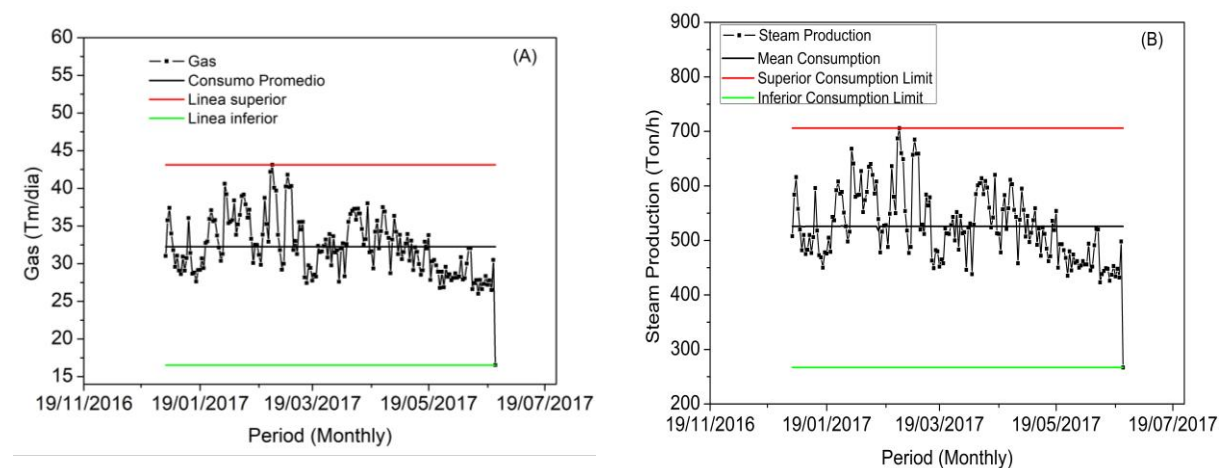 (A)
Gas
Consumo Promedio
Linea superior
Linea inferior
Gas (Tm/dia)
60
55
50
45
40
35
30
25
20
15
19/11/2016 19/01/2017 19/03/2017 19/05/2017 19/07/2017
Period (Monthly)
(B)
Steam Production
Mean Consumption
Superior Consumption Limit
Inferior Consumption Limit
Steam Production (Ton/h)
900
800
700
600
500
400
300
200
19/11/2016 19/01/2017 19/03/2017 19/05/2017 19/07/2017
Period (Monthly)